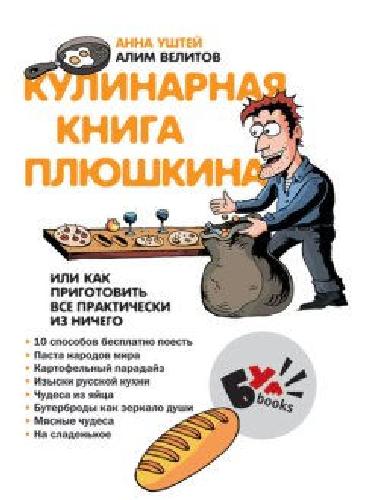 АННА УШТЕЙ
АЛИМ ВЕЛИТОВ
КУЛИНАРНАЯ
КНИГА
ПЛЮШКИНА
ИЛИ КАК
ПРИГОТОВИТЬ
ВСЕ ПРАКТИЧЕСКИ
ИЗ НИЧЕГО
• 10 способов бесплатно поесть
• Паста народов мира
• Картофельный парадайз
• Изыски русской кухни
• Чудеса из яйца
• Бутерброды как зеркало души
• Мясные чудеса
• На сладенькое
БУМ
books